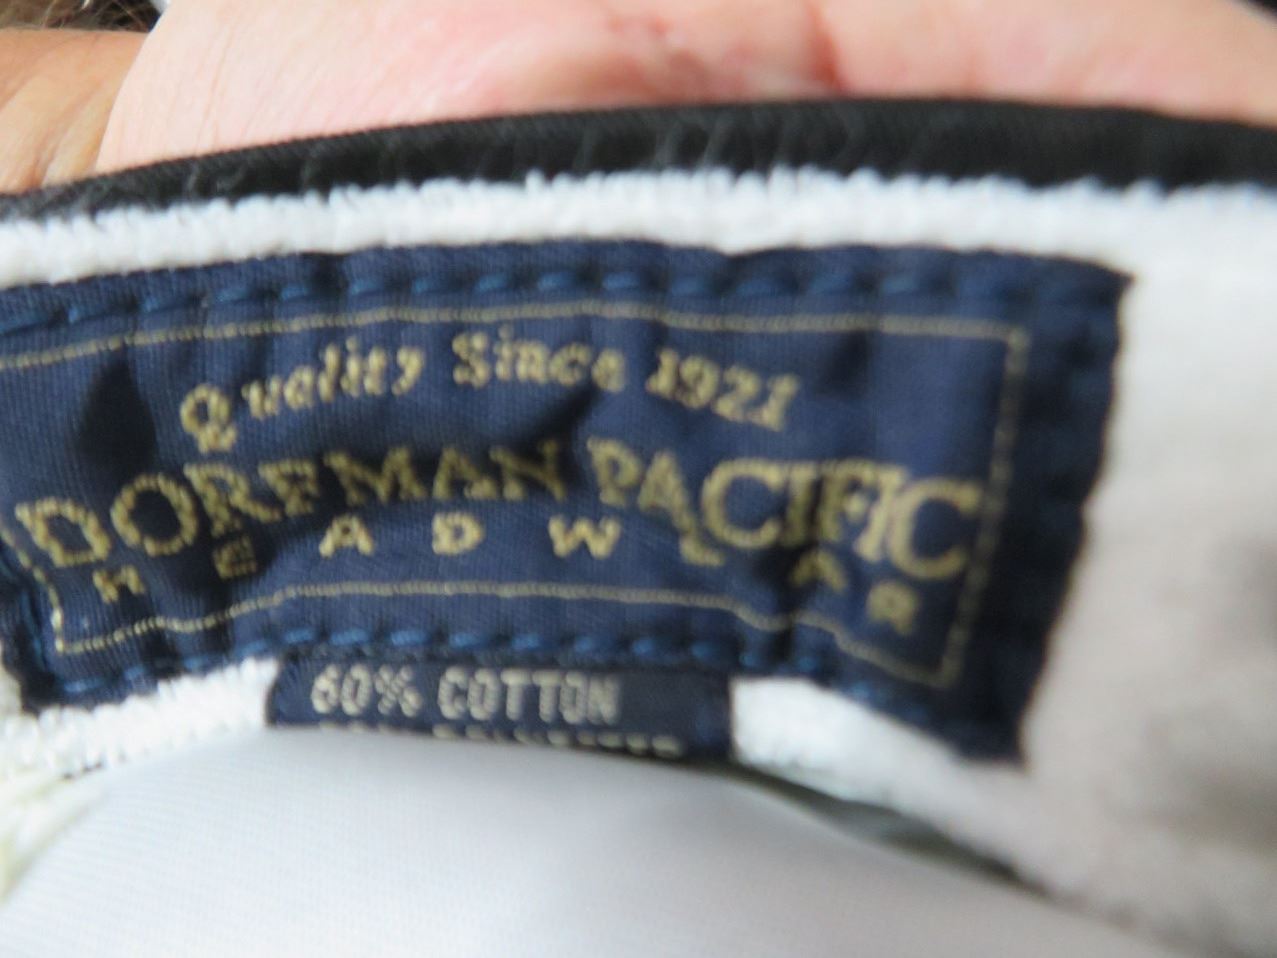 Quality Since 1921
DORFMAN PACIFIC
HEADWEAR
60% COTTON